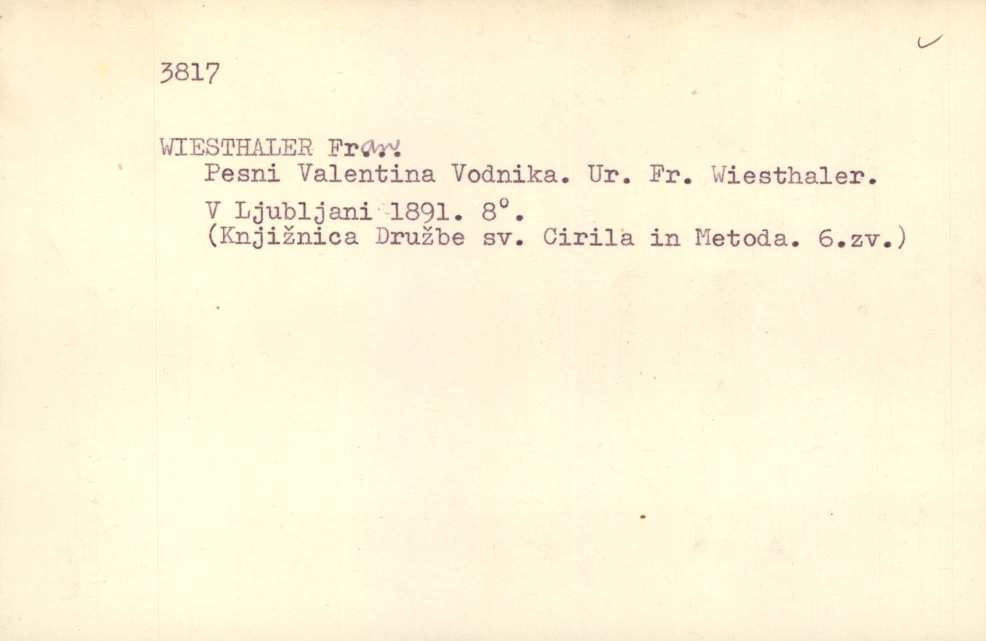 3817
WIESTHALER Fran.
Pesni Valentina Vodnika. Ur. Fr. Wiesthaler.
V Ljubljani 1891. 8°.
(Knjižnica Družbe sv. Cirila in Metoda. 6.zv.)